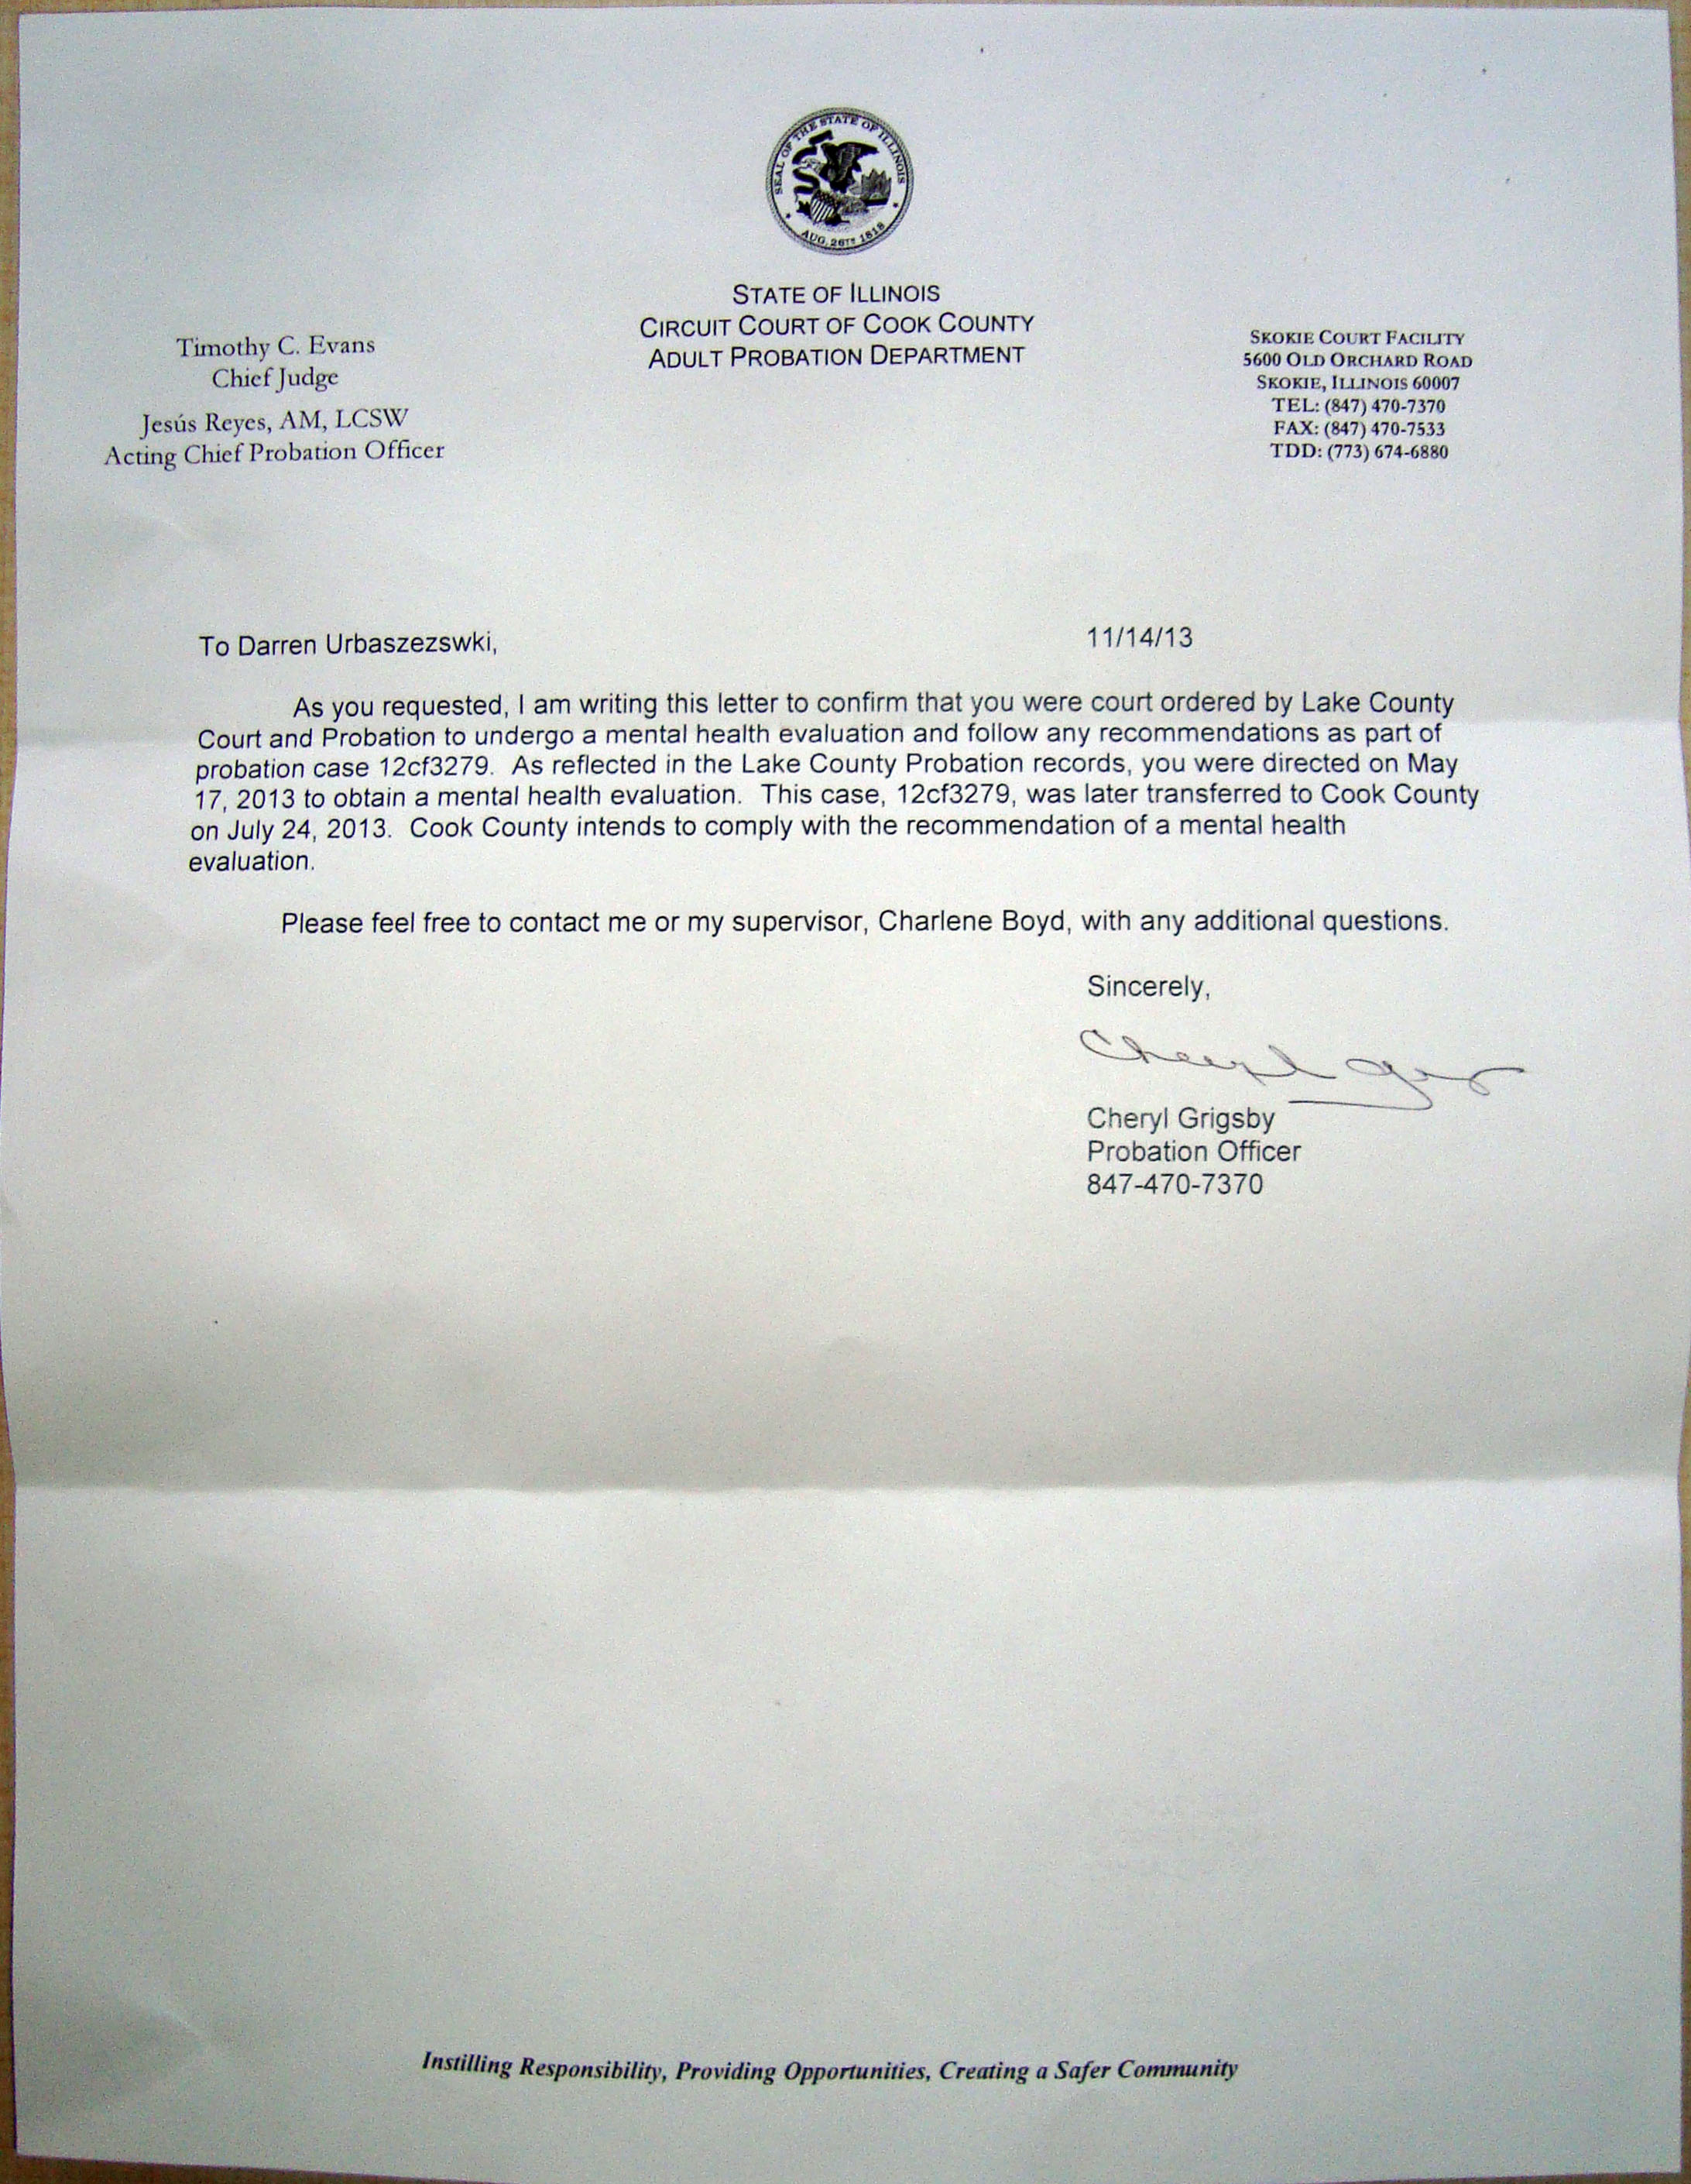 SEAL OF THE STATE OF ILLINOIS
AUG. 26TH 1818
STATE OF ILLINOIS
CIRCUIT COURT OF COOK COUNTY
ADULT PROBATION DEPARTMENT
Timothy C. Evans
Chief Judge
Jesús Reyes, AM, LCSW
Acting Chief Probation Officer
SKOKIE COURT FACILITY
5600 OLD ORCHARD ROAD
SKOKIE, ILLINOIS 60007
TEL: (847) 470-7370
FAX: (847) 470-7533
TDD: (773) 674-6880
To Darren Urbaszezswki,
11/14/13
As you requested, I am writing this letter to confirm that you were court ordered by Lake County
Court and Probation to undergo a mental health evaluation and follow any recommendations as part of
probation case 12cf3279. As reflected in the Lake County Probation records, you were directed on May
17, 2013 to obtain a mental health evaluation. This case, 12cf3279, was later transferred to Cook County
on July 24, 2013. Cook County intends to comply with the recommendation of a mental health
evaluation.
Please feel free to contact me or my supervisor, Charlene Boyd, with any additional questions.
Sincerely,
Cheryl
Cheryl Grigsby
Probation Officer
847-470-7370
Instilling Responsibility, Providing Opportunities, Creating a Safer Community